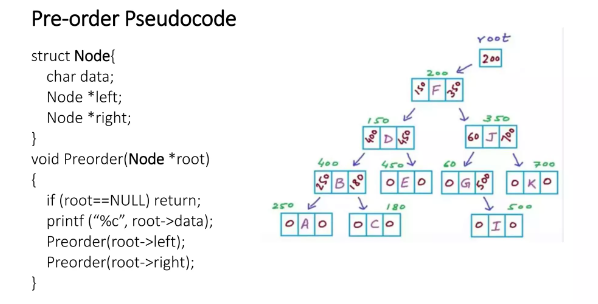 Pre-order Pseudocode
struct Node{
char data;
Node *left;
Node *right;
}
void Preorder(Node *root)
{
if (root==NULL) return;
printf (“%c”, root->data);
Preorder(root->left);
Preorder(root->right);
}
root
200
200
150 F 350
150 350
400 D 450 60 J 700
400 450 60 700
250 B 180 0 E 0 0 G 500 0 K 0
250 180 500
0 A 0 0 C 0 0 I 0